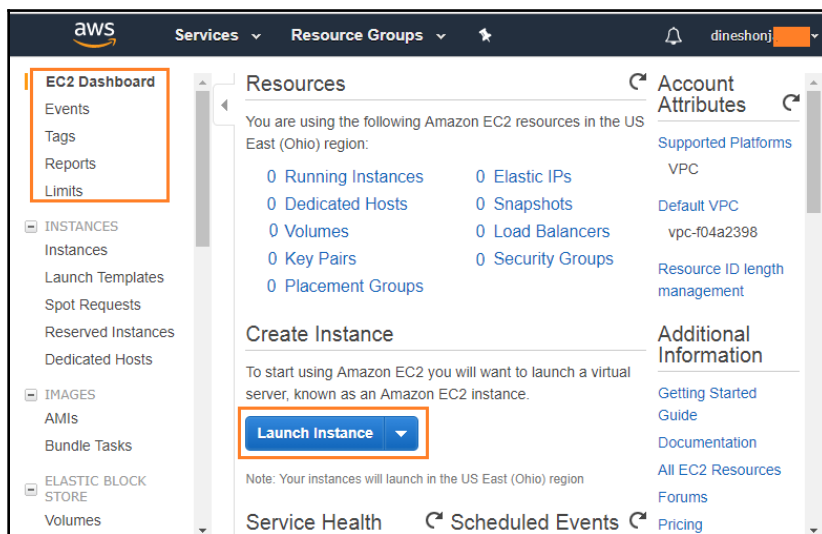 aws
Services
Resource Groups
dineshonj
EC2 Dashboard
Events
Tags
Reports
Limits
INSTANCES
Instances
Launch Templates
Spot Requests
Reserved Instances
Dedicated Hosts
IMAGES
AMIs
Bundle Tasks
ELASTIC BLOCK
STORE
Volumes
Resources
You are using the following Amazon EC2 resources in the US
East (Ohio) region:
0 Running Instances
0 Elastic IPs
0 Dedicated Hosts
0 Snapshots
0 Volumes
0 Load Balancers
0 Key Pairs
0 Security Groups
0 Placement Groups
Create Instance
To start using Amazon EC2 you will want to launch a virtual
server, known as an Amazon EC2 instance.
Launch Instance
Note: Your instances will launch in the US East (Ohio) region
Service Health
Scheduled Events
Account
Attributes
Supported Platforms
VPC
Default VPC
vpc-f04a2398
Resource ID length
management
Additional
Information
Getting Started
Guide
Documentation
All EC2 Resources
Forums
Pricing